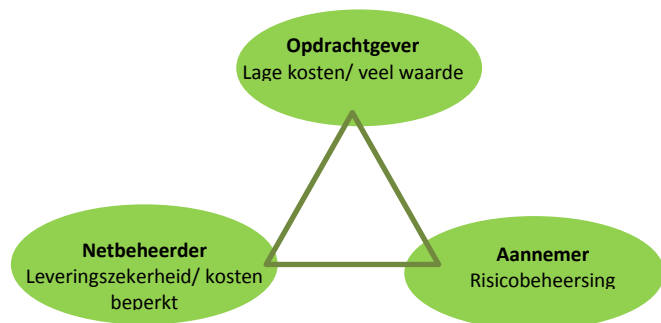 Opdrachtgever
Lage kosten/ veel waarde
Netbeheerder
Leveringszekerheid/ kosten
beperkt
Aannemer
Risicobeheersing